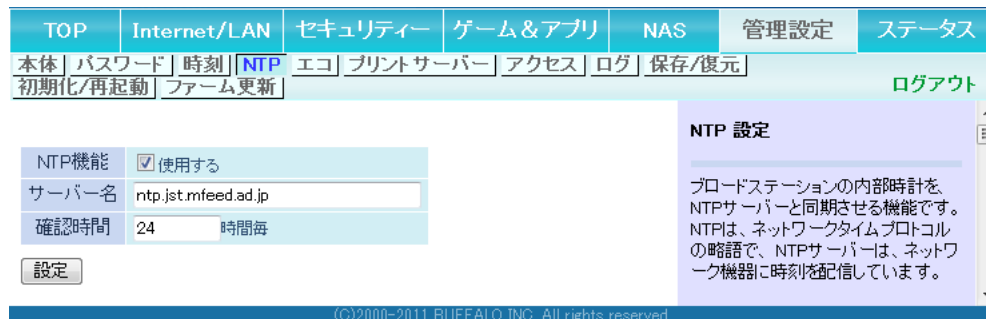 TOP Internet/LAN セキュリティー ゲーム&アプリ NAS 管理設定 ステータス
本体 パスワード 時刻 NTP エコ プリントサーバー アクセス ログ 保存/復元
初期化/再起動 ファーム更新
ログアウト
NTP機能 使用する
サーバー名 ntp.jst.mfeed.ad.jp
確認時間 24 時間毎
設定
NTP 設定
ブロードステーションの内部時計を、
NTPサーバーと同期させる機能です。
NTPは、ネットワークタイムプロトコル
の略語で、NTPサーバーは、ネットワ
ーク機器に時刻を配信しています。
(C)2000-2011 BUFFALO INC. All rights reserved.